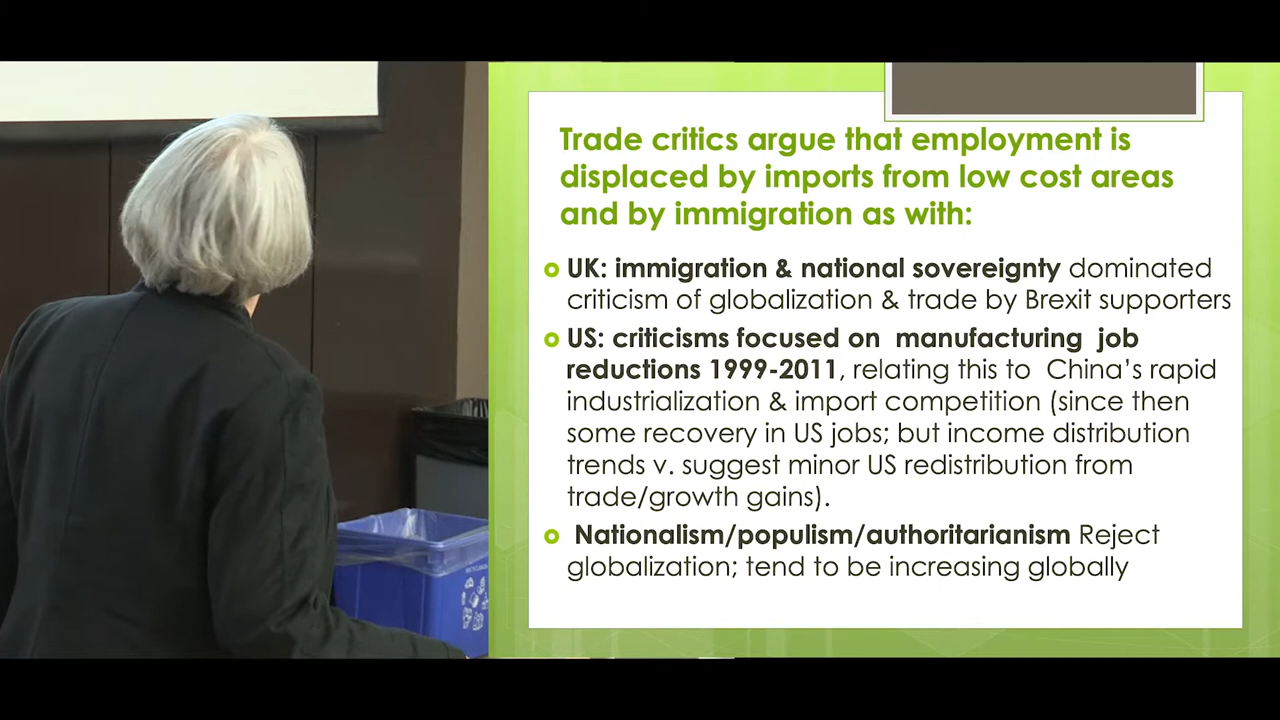 Trade critics argue that employment is
displaced by imports from low cost areas
and by immigration as with:
UK: immigration & national sovereignty dominated
criticism of globalization & trade by Brexit supporters
US: criticisms focused on manufacturing job
reductions 1999-2011, relating this to China’s rapid
industrialization & import competition (since then
some recovery in US jobs; but income distribution
trends v. suggest minor US redistribution from
trade/growth gains).
Nationalism/populism/authoritarianism Reject
globalization; tend to be increasing globally